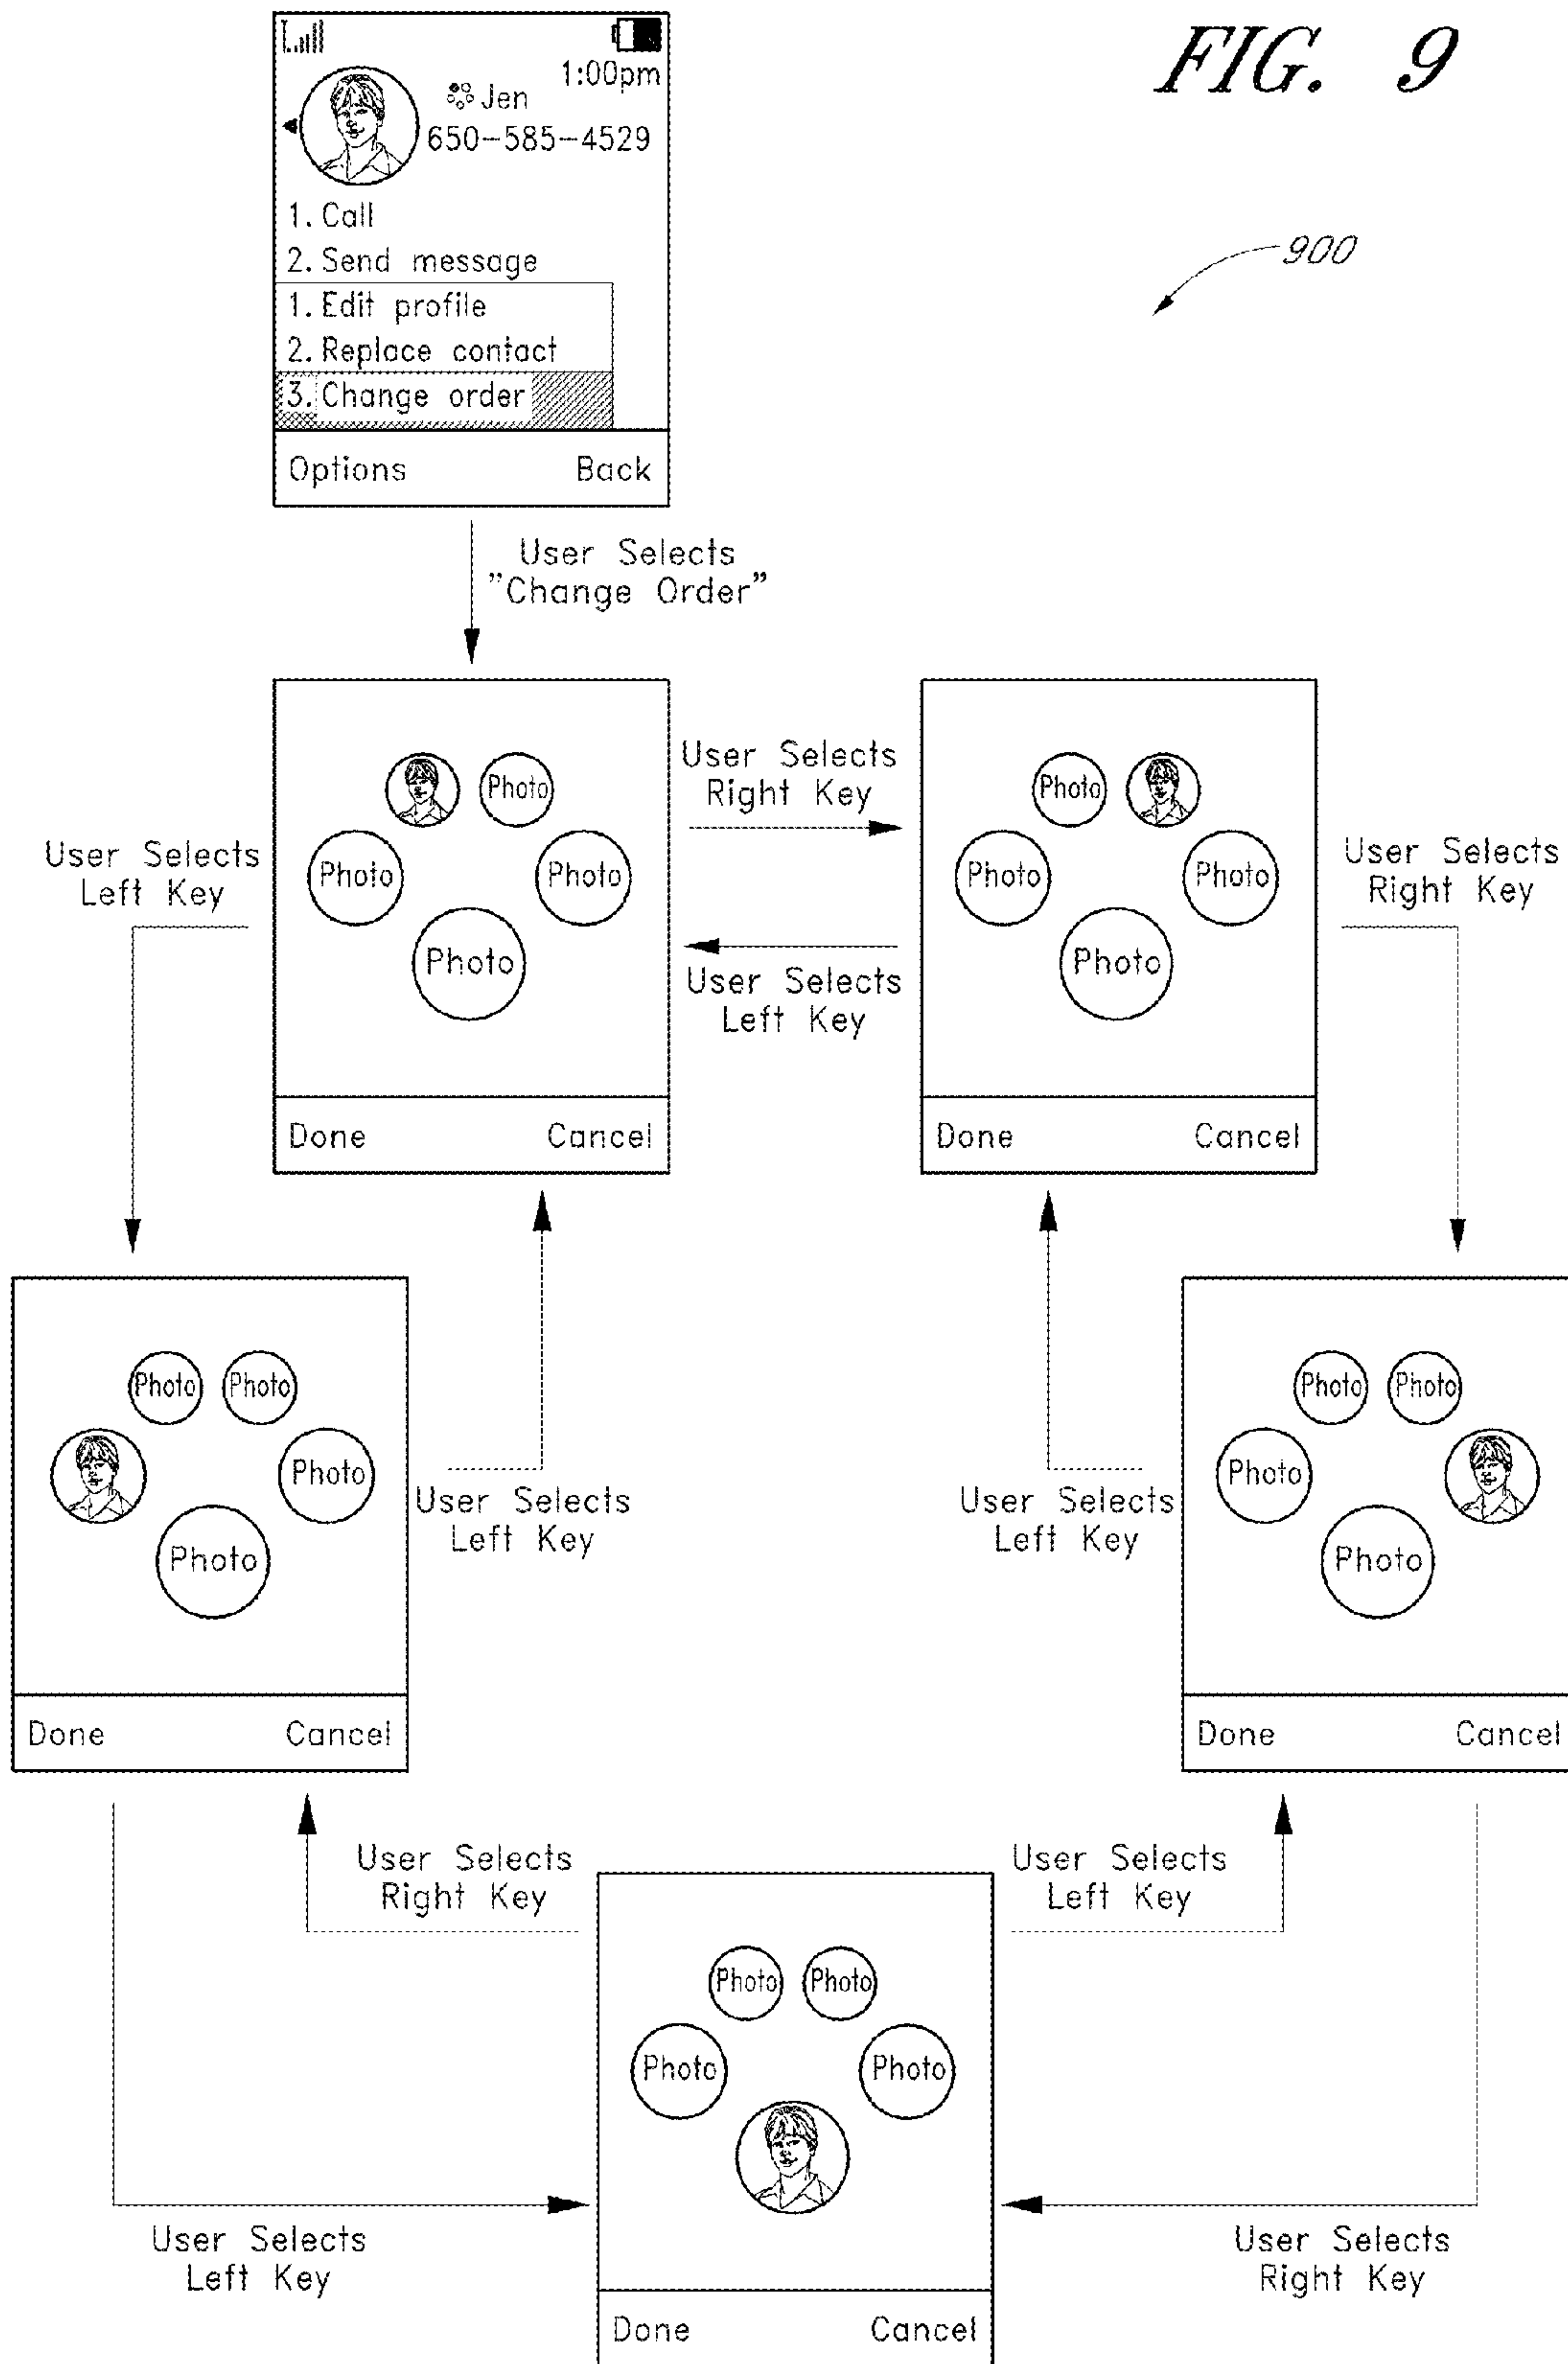 FIG. 9
1:00pm
Jen
650-585-4529
900
1. Call
2. Send message
1. Edit profile
2. Replace contact
3. Change order
Options Back
User Selects
"Change Order"
Photo
Photo Photo
Photo
Done Cancel
User Selects
Right Key
User Selects
Left Key
Photo
Photo Photo
Photo
Done Cancel
User Selects
Left Key
User Selects
Right Key
Photo Photo
Photo
Photo
Done Cancel
User Selects
Left Key
User Selects
Left Key
Photo Photo
Photo
Photo
Done Cancel
User Selects
Right Key
User Selects
Left Key
Photo Photo
Photo Photo
Done Cancel
User Selects
Left Key
User Selects
Right Key